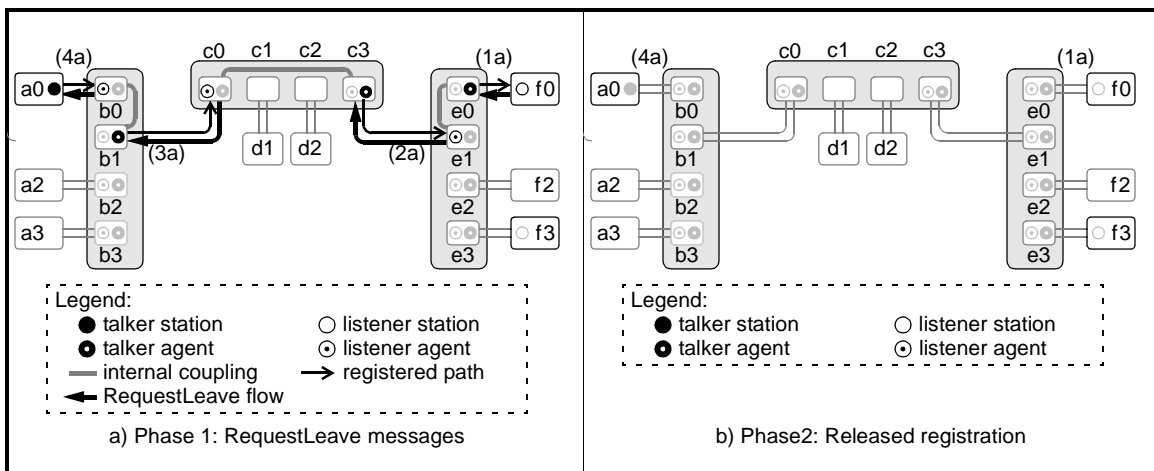 (4a)
c0 c1 c2 c3
(1a)
a0
b0
e0
f0
b1
(3a)
d1
d2
(2a)
e1
a2
b2
e2
f2
a3
b3
e3
f3
Legend:
talker station
listener station
talker agent
listener agent
internal coupling
registered path
RequestLeave flow
a) Phase 1: RequestLeave messages
(4a)
c0 c1 c2 c3
(1a)
a0
b0
e0
f0
b1
d1
d2
e1
a2
b2
e2
f2
a3
b3
e3
f3
Legend:
talker station
listener station
talker agent
listener agent
b) Phase2: Released registration